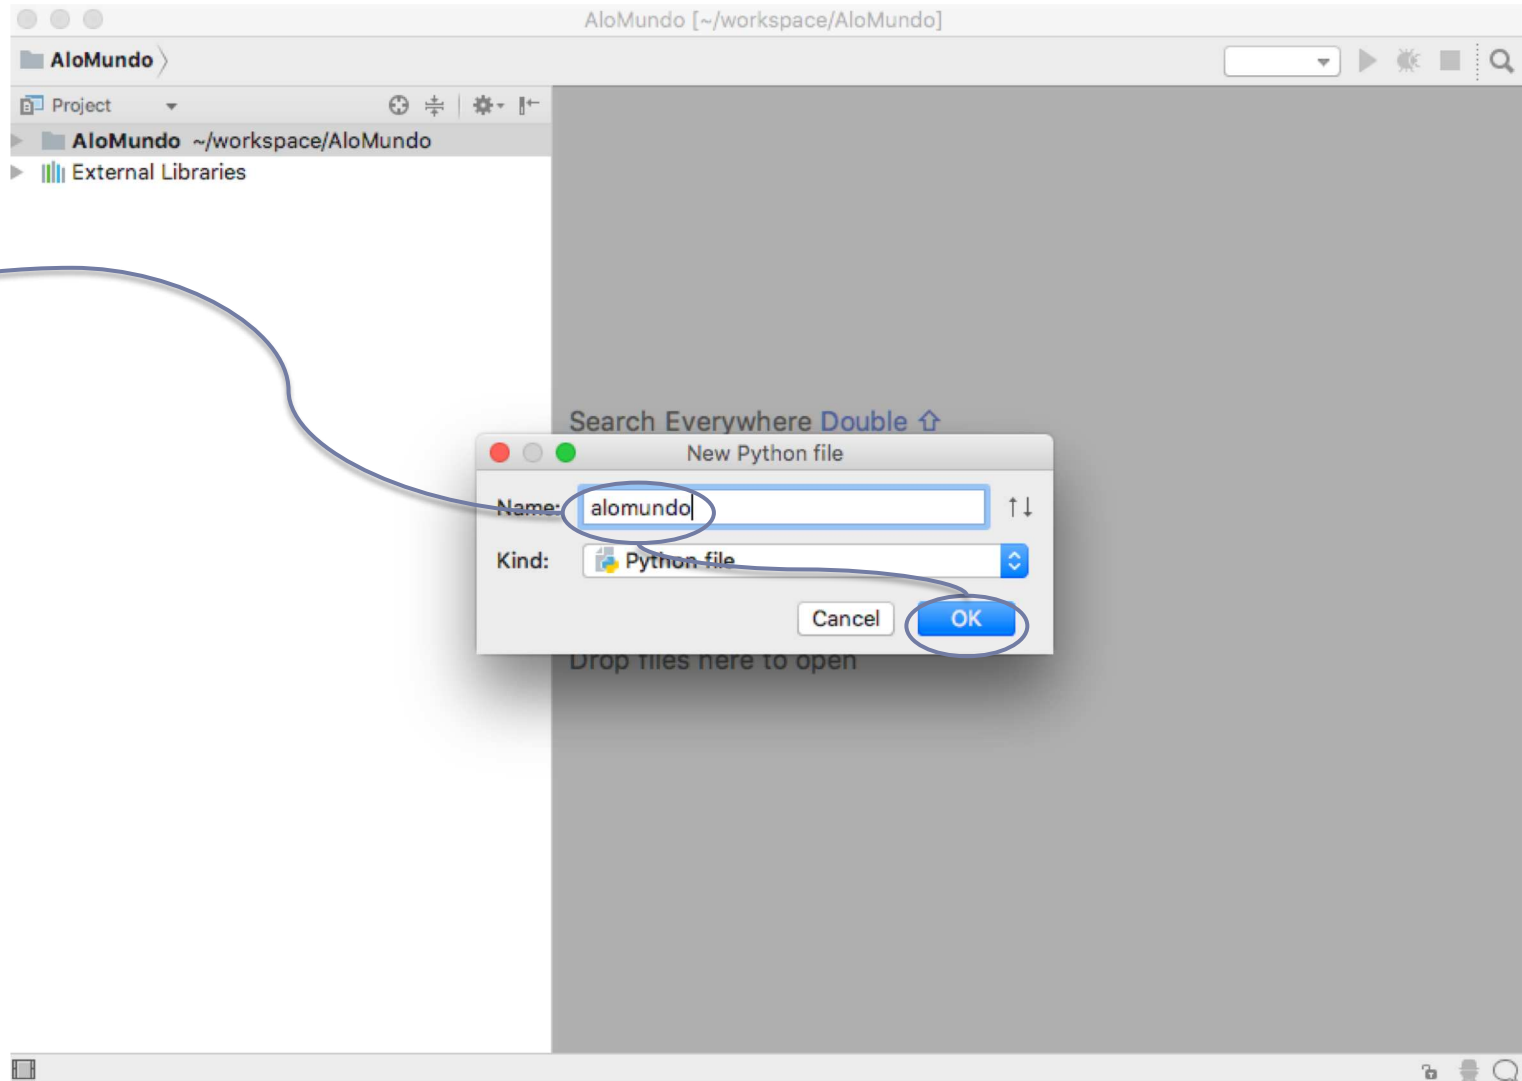 AloMundo [~/workspace/AloMundo]
AloMundo
Project
AloMundo ~/workspace/AloMundo
External Libraries
Search Everywhere Double ⇧
New Python file
Name: alomundo
Kind: Python file
Cancel OK
Drop files here to open